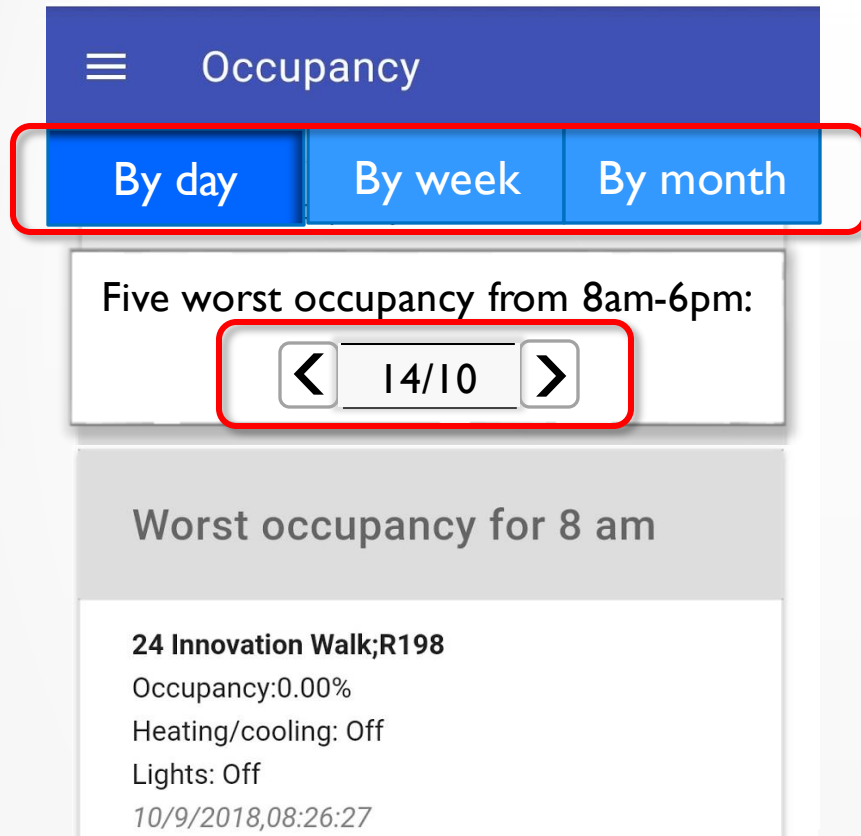 Occupancy
By day By week By month
Five worst occupancy from 8am-6pm:
14/10
Worst occupancy for 8 am
24 Innovation Walk;R198
Occupancy:0.00%
Heating/cooling: Off
Lights: Off
10/9/2018,08:26:27